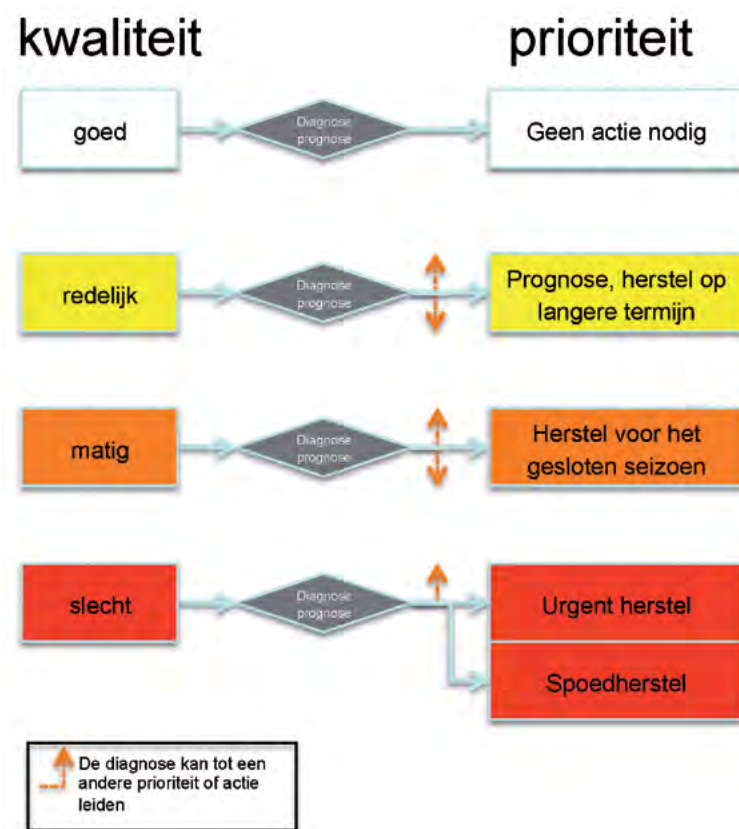 kwaliteit
prioriteit
goed
Diagnose
prognose
Geen actie nodig
redelijk
Diagnose
prognose
Prognose, herstel op
langere termijn
matig
Diagnose
prognose
Herstel voor het
gesloten seizoen
slecht
Diagnose
prognose
Urgent herstel
Spoedherstel
De diagnose kan tot een
andere prioriteit of actie
leiden